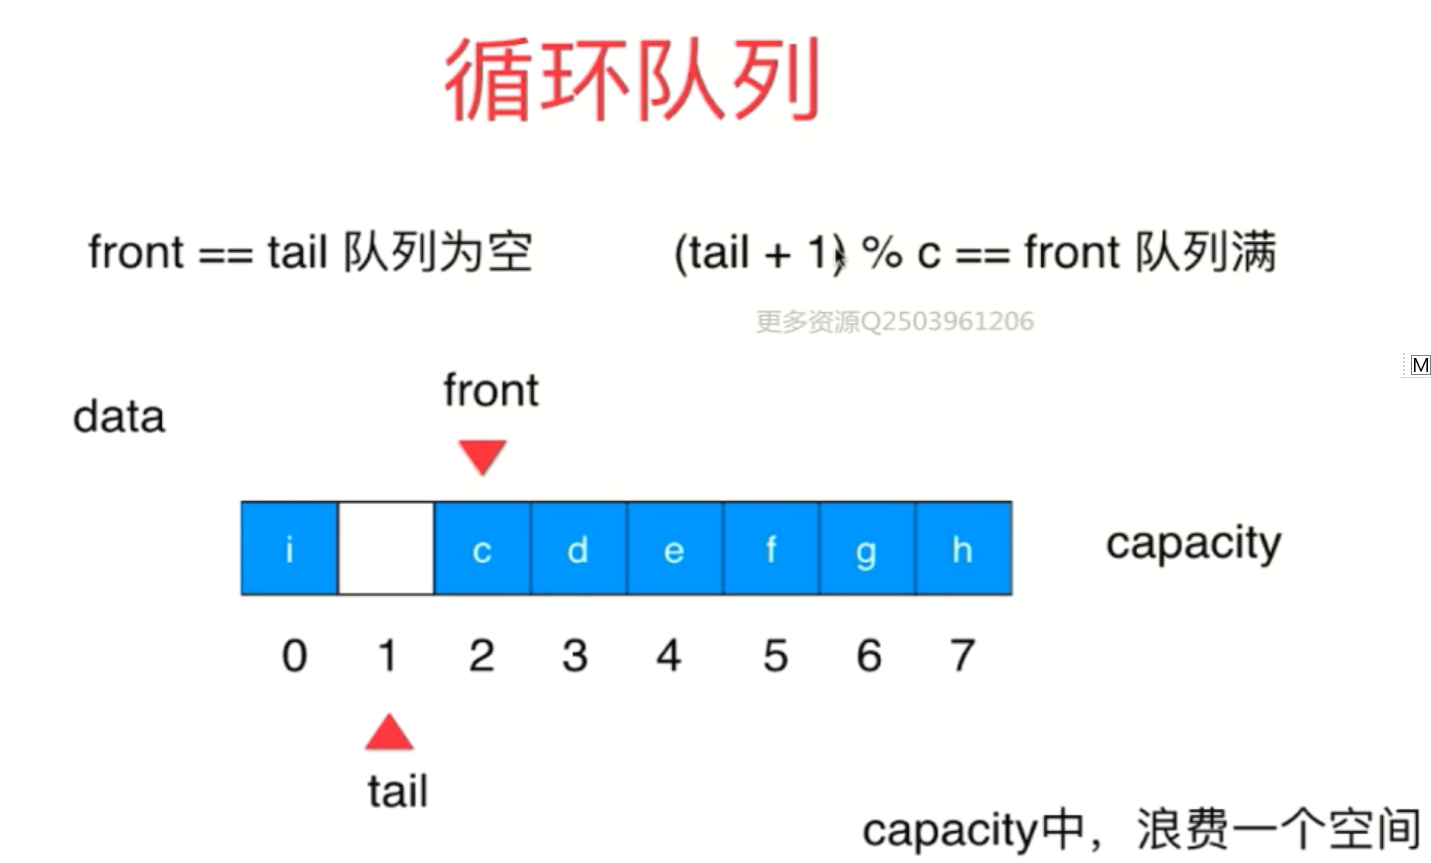 循环队列
front == tail 队列为空
(tail + 1) % c == front 队列满
更多资源Q2503961206
M
front
data
i c d e f g h
capacity
0 1 2 3 4 5 6 7
tail
capacity中，浪费一个空间